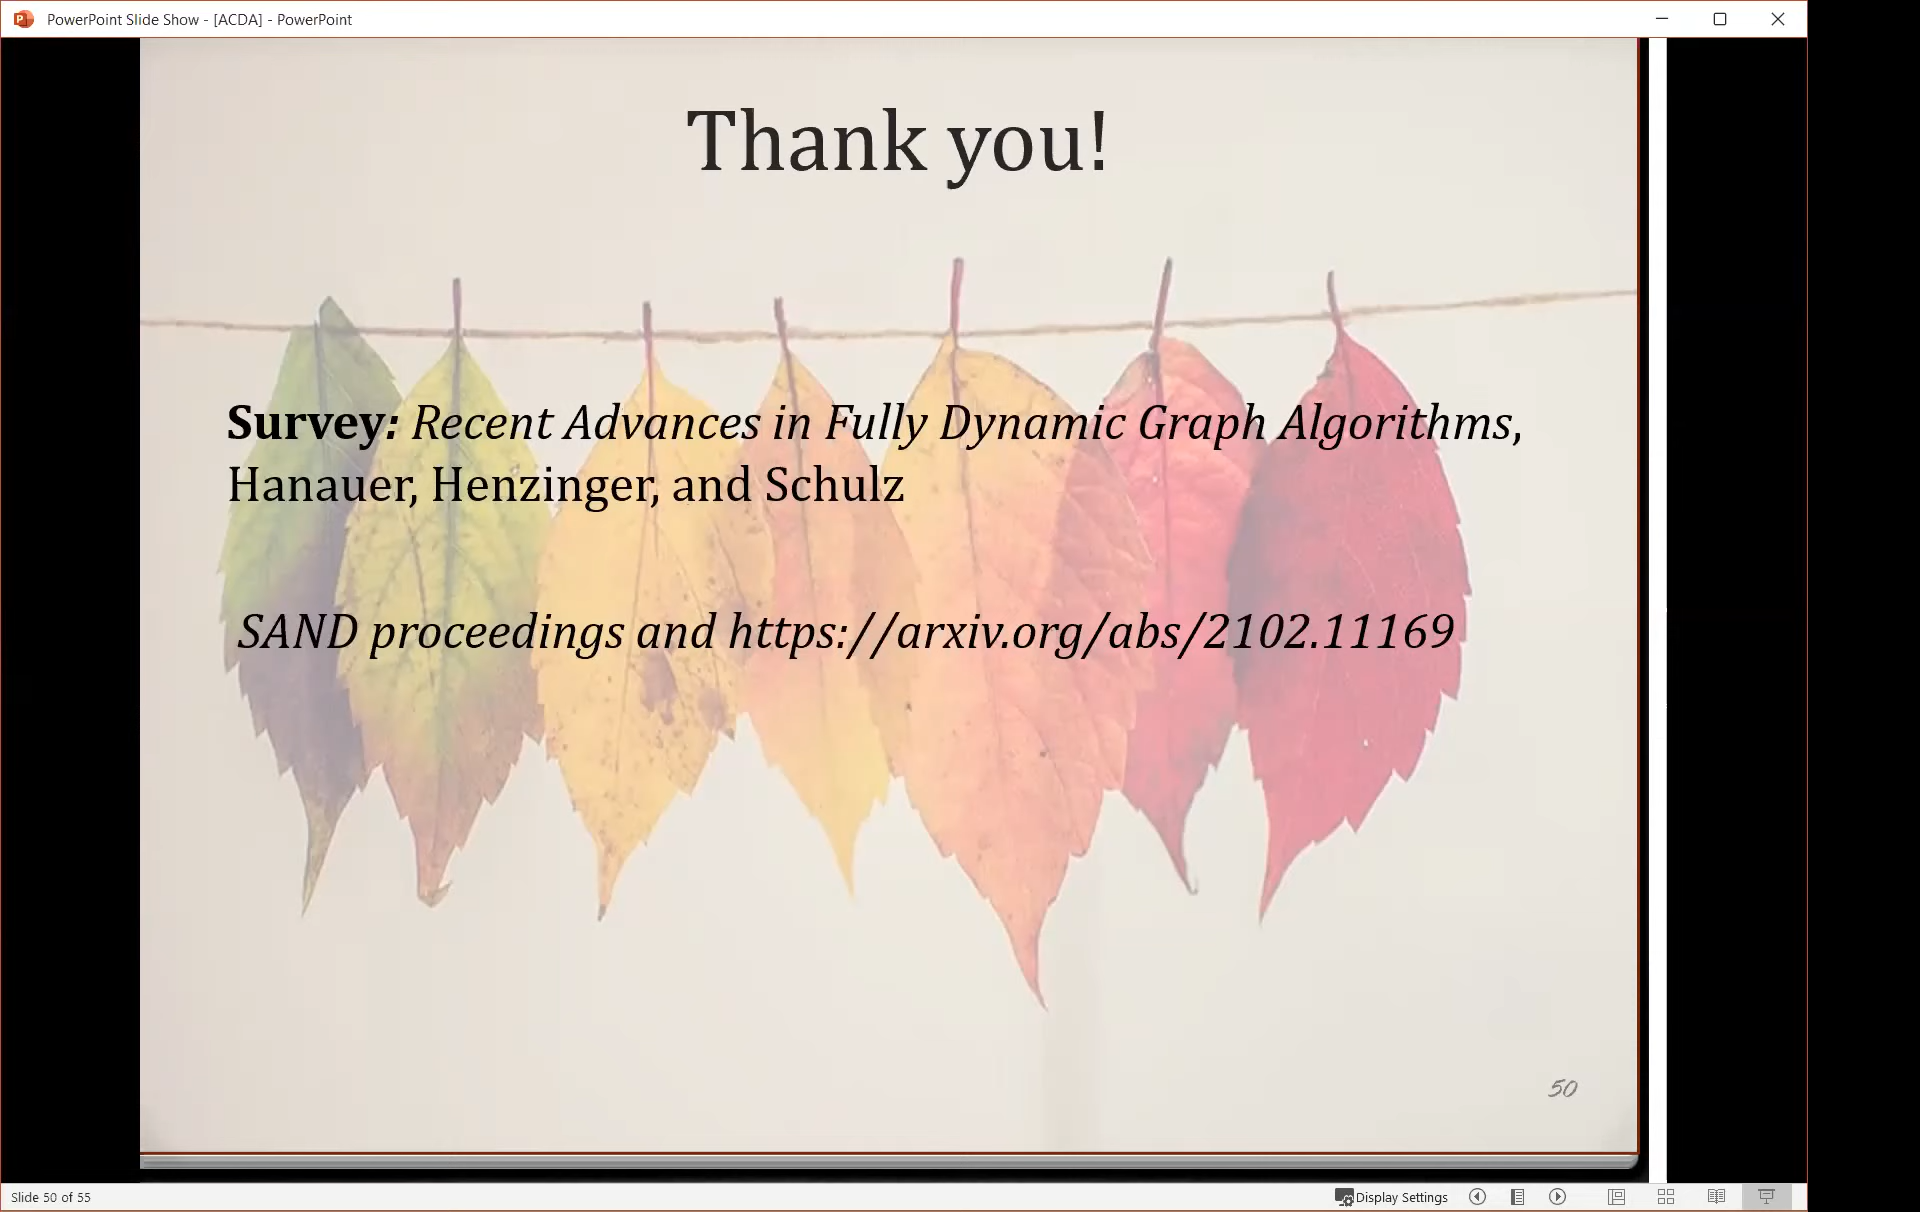 PowerPoint Slide Show - [ACDA] - PowerPoint
Thank you!
Survey: Recent Advances in Fully Dynamic Graph Algorithms,
Hanauer, Henzinger, and Schulz
SAND proceedings and https://arxiv.org/abs/2102.11169
50
Slide 50 of 55
Display Settings